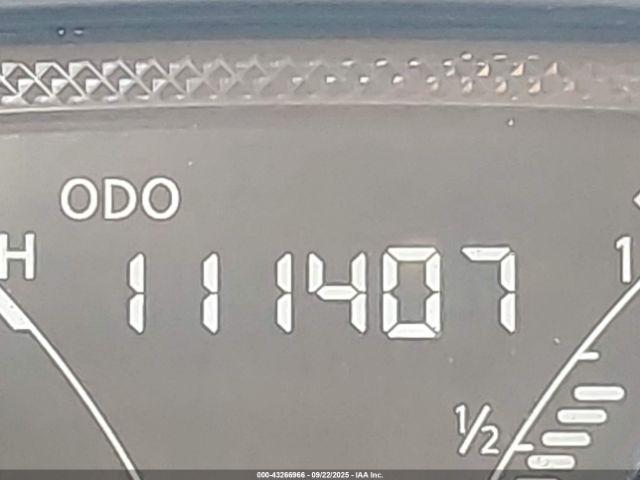 ODO
H 111407 1
1/2
000-43266966 - 09/22/2025 - IAA Inc.